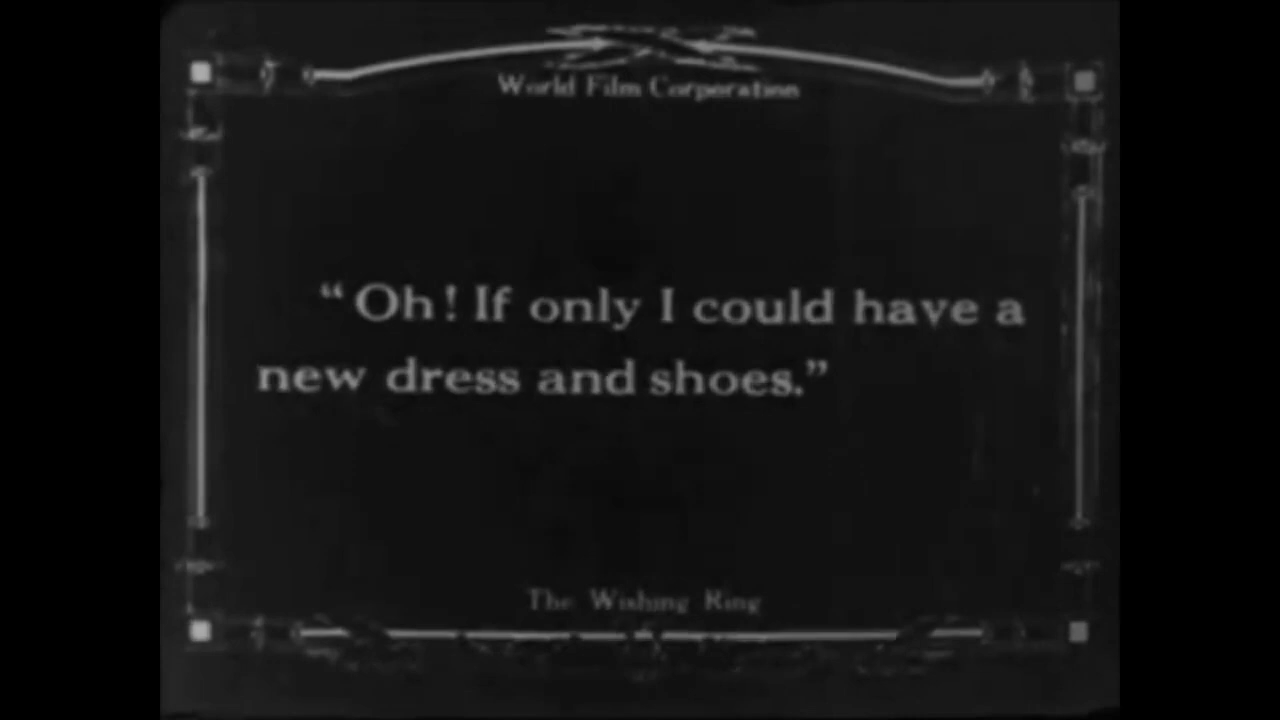 World Film Corporation
“Oh! If only I could have a
new dress and shoes.”
The Wishing Ring